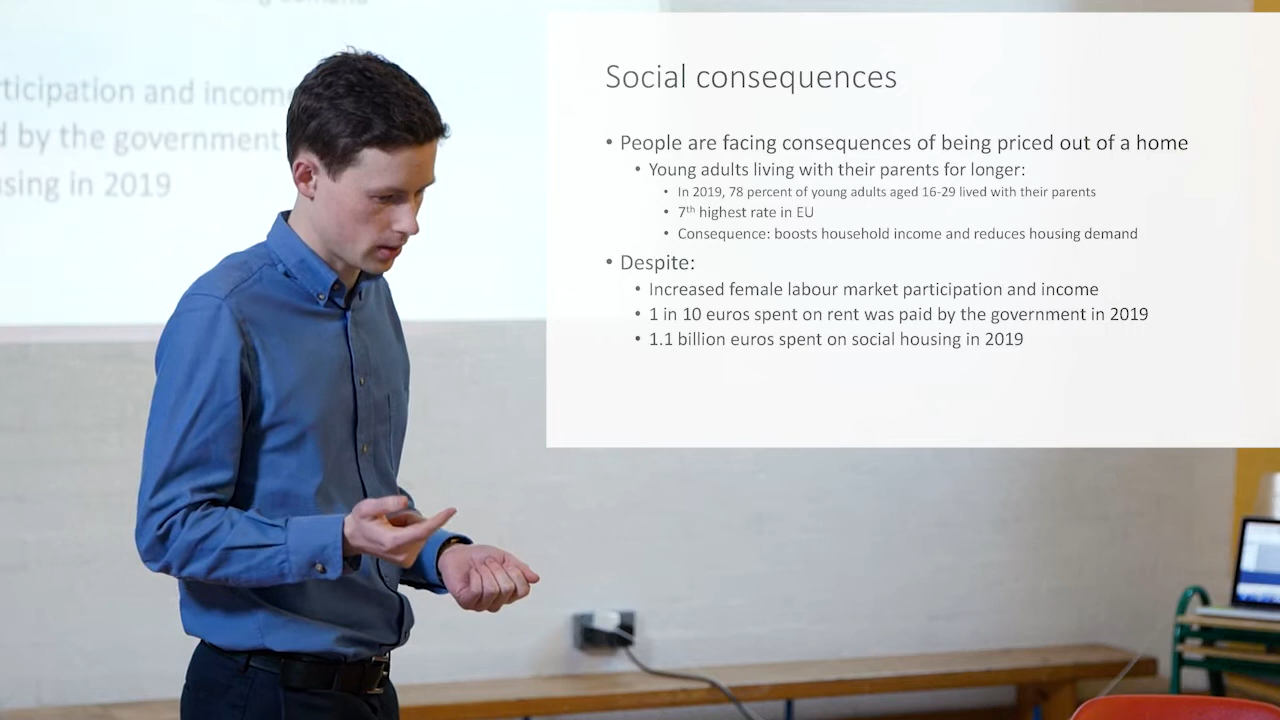 ng demand
rticipation and income
d by the government
using in 2019
Social consequences
• People are facing consequences of being priced out of a home
• Young adults living with their parents for longer:
• In 2019, 78 percent of young adults aged 16-29 lived with their parents
• 7th highest rate in EU
• Consequence: boosts household income and reduces housing demand
• Despite:
• Increased female labour market participation and income
• 1 in 10 euros spent on rent was paid by the government in 2019
• 1.1 billion euros spent on social housing in 2019